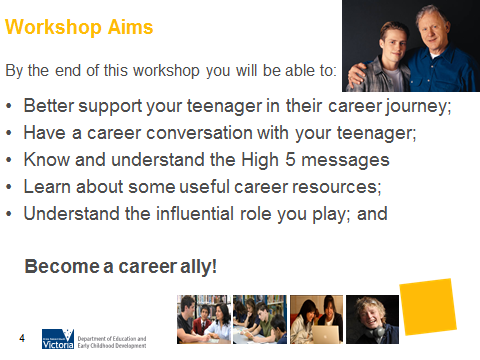 Workshop Aims
By the end of this workshop you will be able to:
• Better support your teenager in their career journey;
• Have a career conversation with your teenager;
• Know and understand the High 5 messages
• Learn about some useful career resources;
• Understand the influential role you play; and
Become a career ally!
4
Victoria
Department of Education and
Early Childhood Development